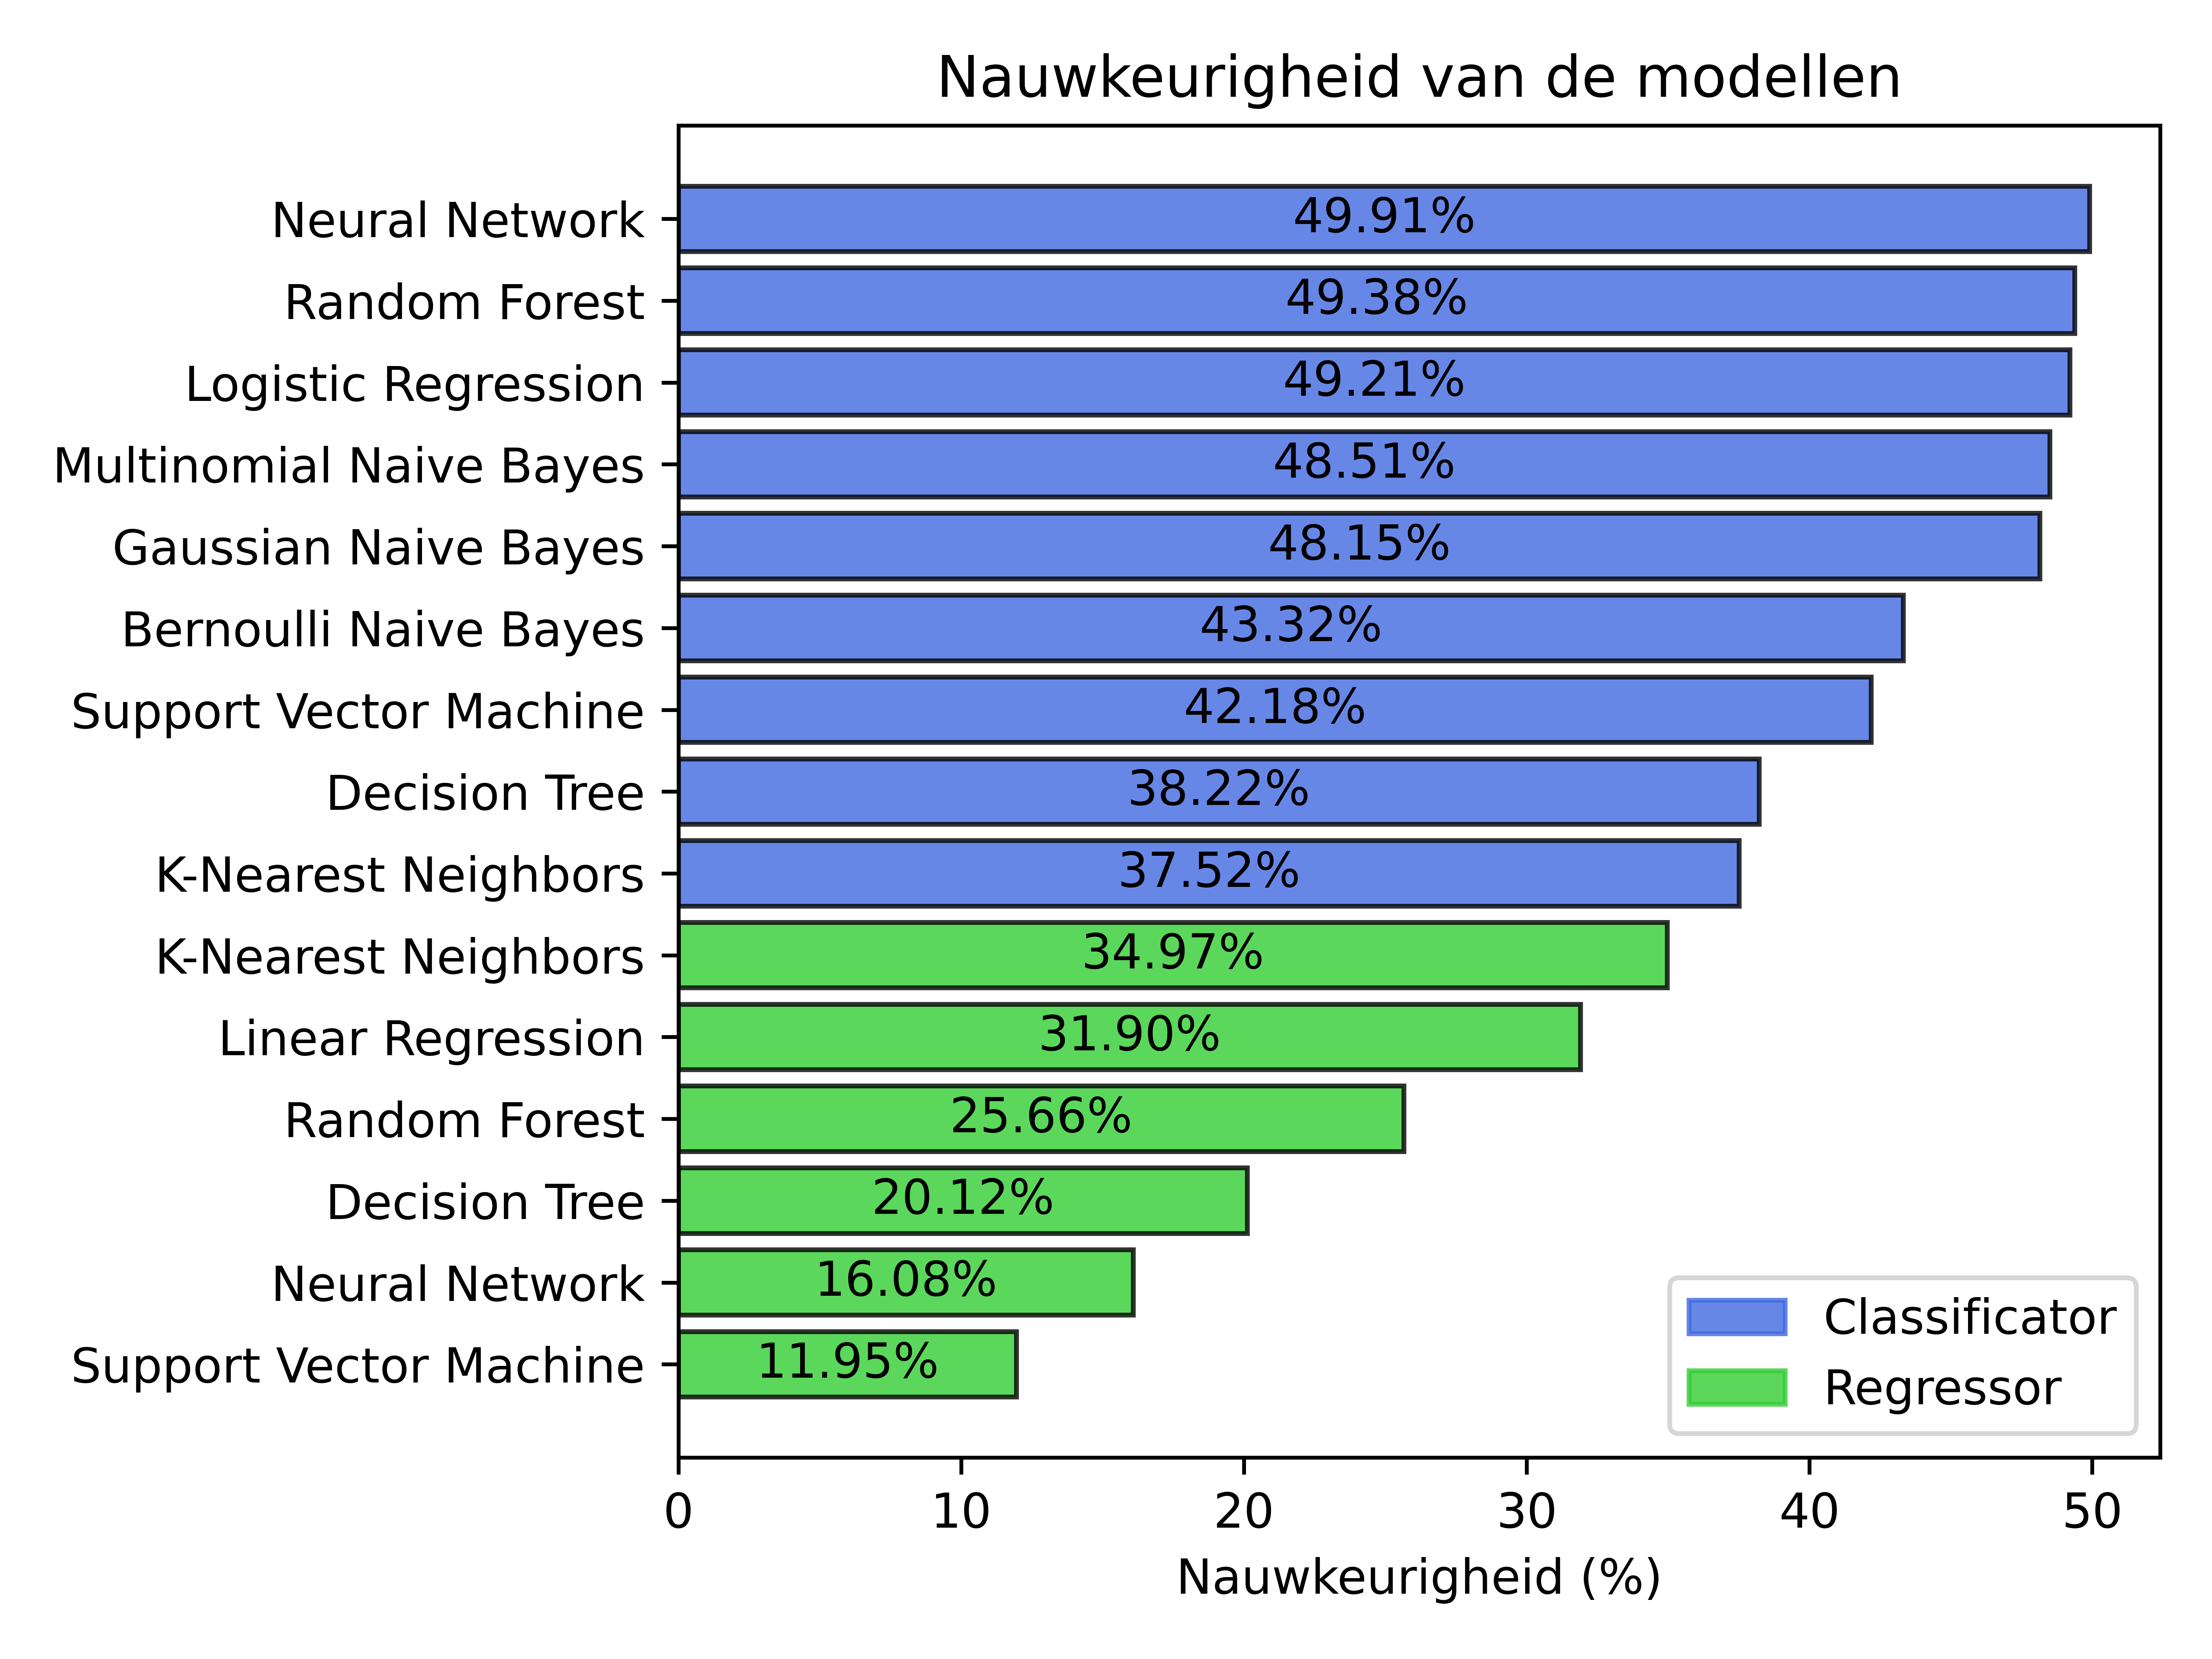 Nauwkeurigheid van de modellen
Neural Network 49.91%
Random Forest 49.38%
Logistic Regression 49.21%
Multinomial Naive Bayes 48.51%
Gaussian Naive Bayes 48.15%
Bernoulli Naive Bayes 43.32%
Support Vector Machine 42.18%
Decision Tree 38.22%
K-Nearest Neighbors 37.52%
K-Nearest Neighbors 34.97%
Linear Regression 31.90%
Random Forest 25.66%
Decision Tree 20.12%
Neural Network 16.08%
Support Vector Machine 11.95%
Classificator
Regressor
0 10 20 30 40 50
Nauwkeurigheid (%)